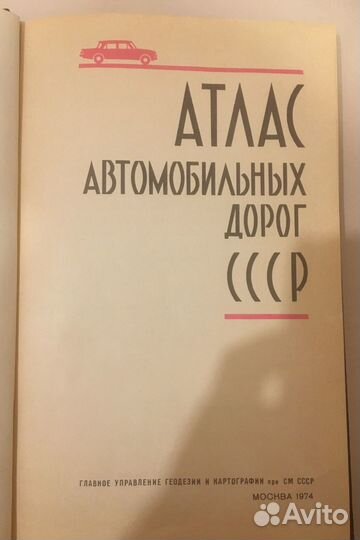 АТЛАС
АВТОМОБИЛЬНЫХ
ДОРОГ
СССР
ГЛАВНОЕ УПРАВЛЕНИЕ ГЕОДЕЗИИ И КАРТОГРАФИИ при СМ СССР
МОСКВА 1974
Avito